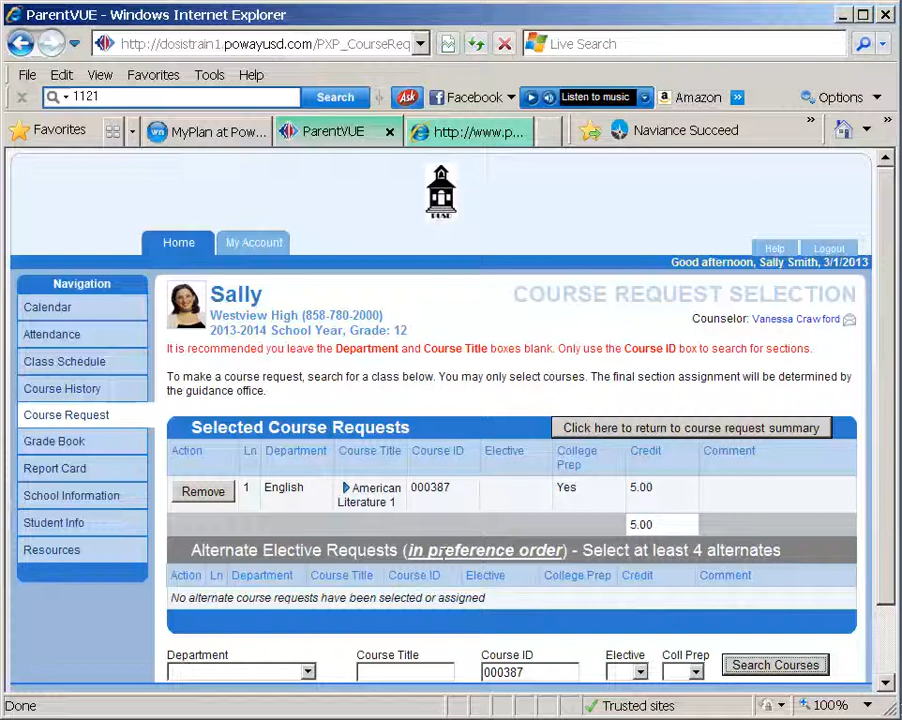 ParentVUE - Windows Internet Explorer
http://dosistrain1.powayusd.com/PXP_CourseReq
Live Search
File Edit View Favorites Tools Help
1121 Search Ask Facebook Listen to music Amazon » Options
Favorites MyPlan at Pow... ParentVUE http://www.p... Naviance Succeed » »
PUSD
Home My Account Help Logout
Good afternoon, Sally Smith, 3/1/2013
Navigation
Calendar
Attendance
Class Schedule
Course History
Course Request
Grade Book
Report Card
School Information
Student Info
Resources
Sally
COURSE REQUEST SELECTION
Westview High (858-780-2000)
Counselor: Vanessa Crawford
2013-2014 School Year, Grade: 12
It is recommended you leave the Department and Course Title boxes blank. Only use the Course ID box to search for sections.
To make a course request, search for a class below. You may only select courses. The final section assignment will be determined by
the guidance office.
Selected Course Requests Click here to return to course request summary
Action Ln Department Course Title Course ID Elective College Prep Credit Comment
Remove 1 English American Literature 1 000387 Yes 5.00
5.00
Alternate Elective Requests (in preference order) - Select at least 4 alternates
Action Ln Department Course Title Course ID Elective College Prep Credit Comment
No alternate course requests have been selected or assigned
Department Course Title Course ID Elective Coll Prep
000387 Search Courses
Done Trusted sites 100%